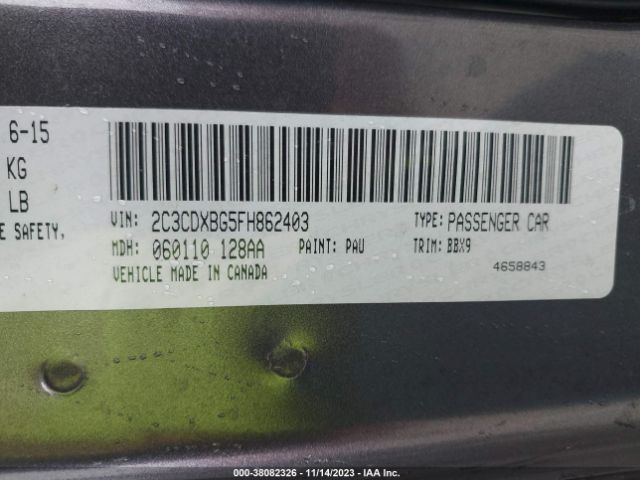 6-15
KG
LB
E SAFETY,
VIN: 2C3CDXBG5FH862403 TYPE: PASSENGER CAR
MDH: 060110 128AA PAINT: PAU TRIM: BBX9
VEHICLE MADE IN CANADA
4658843
000-38082326 - 11/14/2023 - IAA Inc.